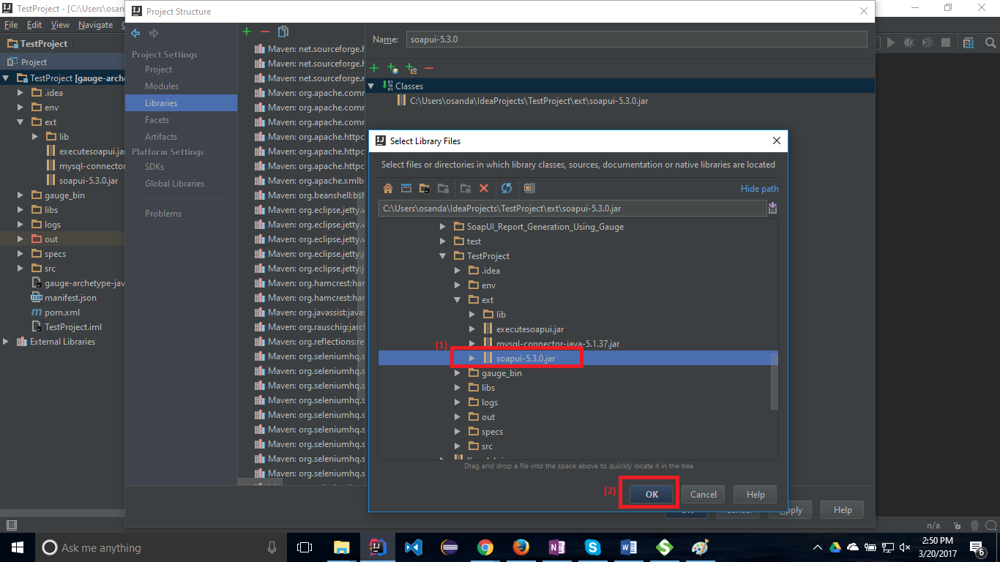 TestProject - [C:\Users\osand
Project Structure
File Edit View Navigate
TestProject
Project
TestProject [gauge-arche
.idea
env
ext
lib
executesoapui.jar
mysql-connector
soapui-5.3.0.jar
gauge_bin
libs
logs
out
specs
src
gauge-archetype-jav
manifest.json
pom.xml
TestProject.iml
External Libraries
Project Settings
Project
Modules
Libraries
Facets
Artifacts
Platform Settings
SDKs
Global Libraries
Problems
Maven: net.sourceforge.h
Maven: net.sourceforge.h
Maven: net.sourceforge.r
Maven: org.apache.comr
Maven: org.apache.comr
Maven: org.apache.comr
Maven: org.apache.httpc
Maven: org.apache.httpc
Maven: org.apache.httpc
Maven: org.apache.xmlb
Maven: org.beanshell:bsh
Maven: org.eclipse.jetty.w
Maven: org.eclipse.jetty.w
Maven: org.eclipse.jetty.w
Maven: org.eclipse.jetty:j
Maven: org.eclipse.jetty:j
Maven: org.hamcrest:har
Maven: org.hamcrest:har
Maven: org.javassist:javas
Maven: org.rauschig:jarch
Maven: org.reflections:re
Maven: org.seleniumhq.s
Maven: org.seleniumhq.s
Maven: org.seleniumhq.s
Maven: org.seleniumhq.s
Maven: org.seleniumhq.s
Maven: org.seleniumhq.s
Maven: org.seleniumhq.s
Maven: org.seleniumhq.s
Maven: org.seleniumhq.s
Name: soapui-5.3.0
Classes
C:\Users\osanda\IdeaProjects\TestProject\ext\soapui-5.3.0.jar
Select Library Files
Select files or directories in which library classes, sources, documentation or native libraries are located
Hide path
C:\Users\osanda\IdeaProjects\TestProject\ext\soapui-5.3.0.jar
SoapUI_Report_Generation_Using_Gauge
test
TestProject
.idea
env
ext
lib
executesoapui.jar
mysql-connector-java-5.1.37.jar
(1)
soapui-5.3.0.jar
gauge_bin
libs
logs
out
specs
src
Drag and drop a file into the space above to quickly locate it in the tree
(2)
OK Cancel Help
Apply Help
n/a
Ask me anything
2:50 PM
3/20/2017
6